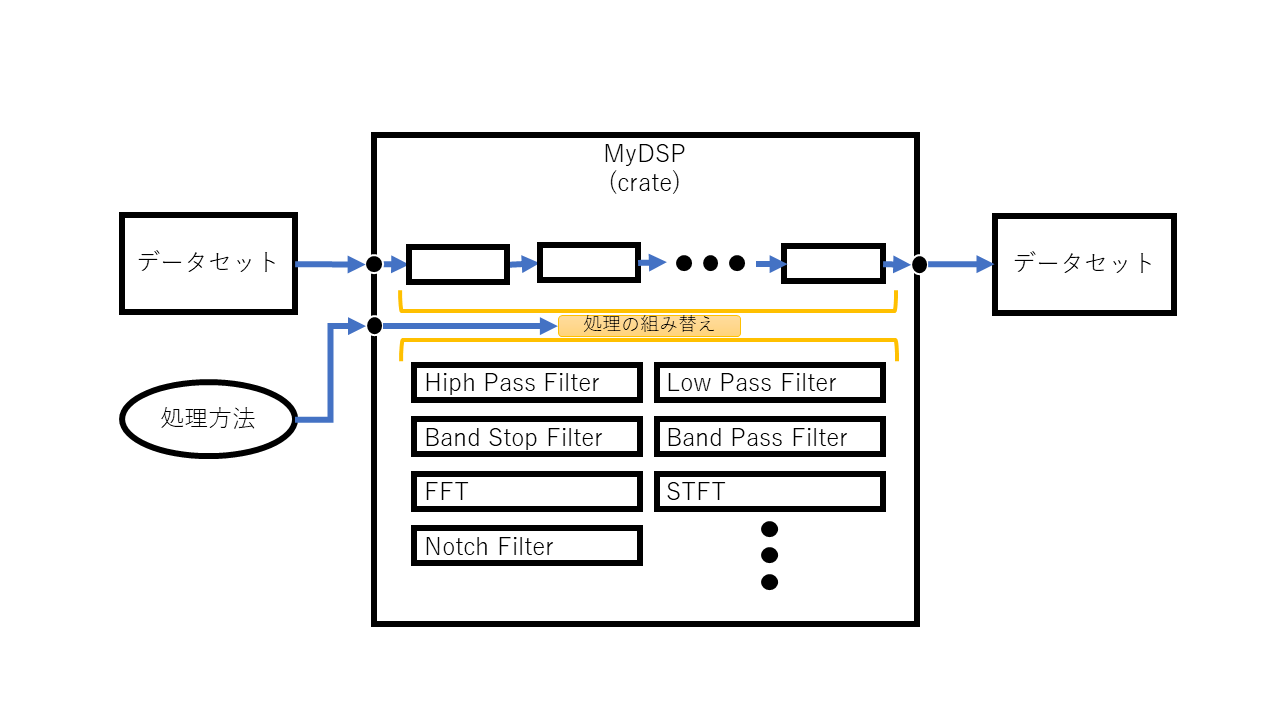 MyDSP
(crate)
データセット
データセット
処理の組み替え
処理方法
Hiph Pass Filter
Low Pass Filter
Band Stop Filter
Band Pass Filter
FFT
STFT
Notch Filter